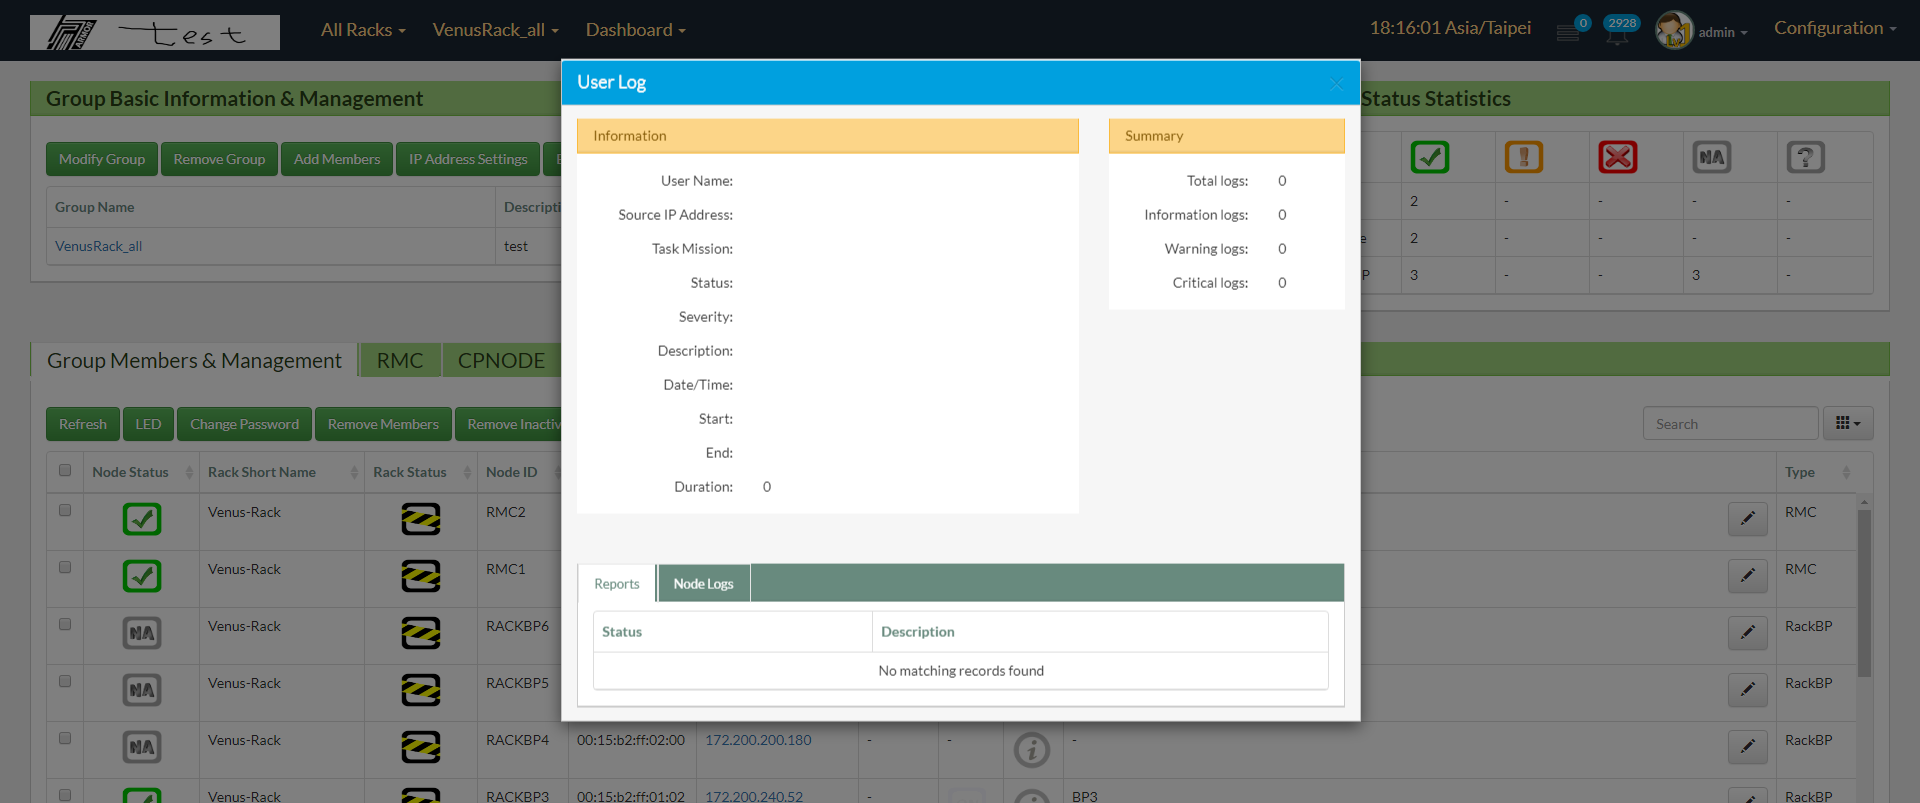 ARMOR test All Racks VenusRack_all Dashboard 18:16:01 Asia/Taipei 0 2928 admin Configuration
User Log
Group Basic Information & Management
Status Statistics
Information
Summary
Modify Group Remove Group Add Members IP Address Settings
NA ?
User Name:
Total logs: 0
Group Name Descripti
2 - - - -
Source IP Address:
Information logs: 0
VenusRack_all test
e 2 - - - -
Task Mission:
Warning logs: 0
P 3 - - 3 -
Status:
Critical logs: 0
Severity:
Description:
Group Members & Management RMC CPNODE
Date/Time:
Start:
Refresh LED Change Password Remove Members Remove Inactiv
Search
End:
Node Status Rack Short Name Rack Status Node ID Type
Duration: 0
Venus-Rack RMC2 RMC
Venus-Rack RMC1 RMC
Reports Node Logs
NA Venus-Rack RACKBP6 RackBP
Status Description
No matching records found
NA Venus-Rack RACKBP5 RackBP
NA Venus-Rack RACKBP4 00:15:b2:ff:02:00 172.200.200.180 - - - RackBP
Venus-Rack RACKBP3 00:15:b2:ff:01:02 172.200.240.52 - BP3 RackBP